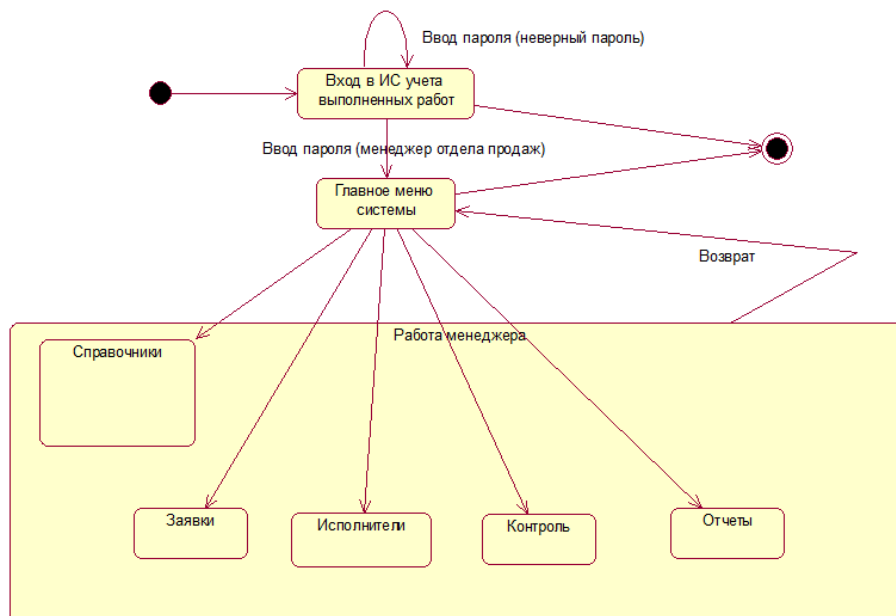 Ввод пароля (неверный пароль)
Вход в ИС учета
выполненных работ
Ввод пароля (менеджер отдела продаж)
Главное меню
системы
Возврат
Работа менеджера
Справочники
Заявки
Исполнители
Контроль
Отчеты